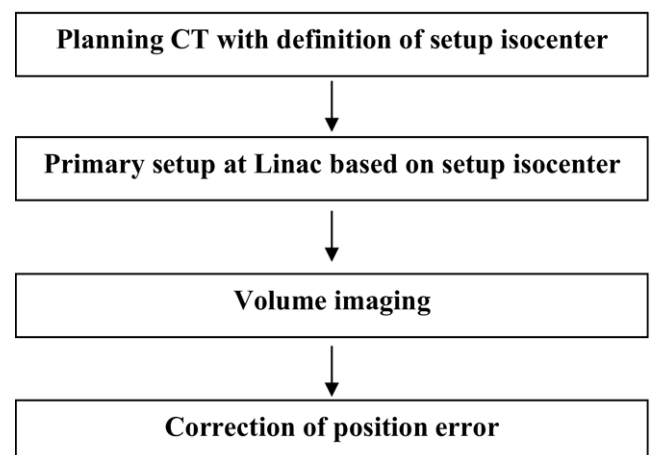 Planning CT with definition of setup isocenter
Primary setup at Linac based on setup isocenter
Volume imaging
Correction of position error